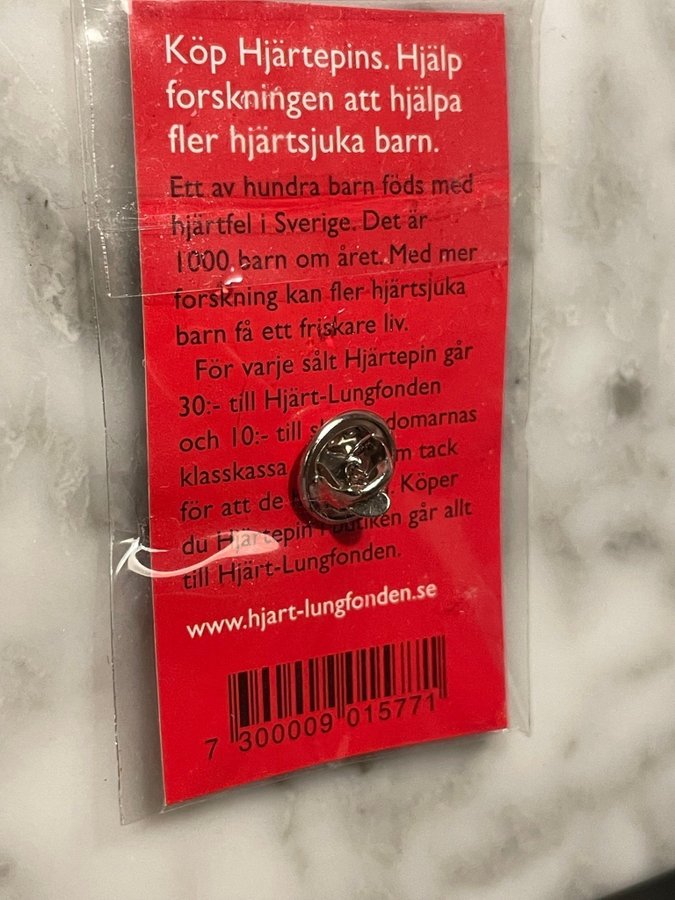 Köp Hjärtepins. Hjälp
forskningen att hjälpa
fler hjärtsjuka barn.
Ett av hundra barn föds med
hjärtfel i Sverige. Det är
1000 barn om året. Med mer
forskning kan fler hjärtsjuka
barn få ett friskare liv.
För varje sålt Hjärtepin går
30:- till Hjärt-Lungfonden
och 10:- till domarnas
klasskassa tack
för att de Köper
du Hjärtepin i butiken går allt
till Hjärt-Lungfonden.
www.hjart-lungfonden.se
7 300009 015771